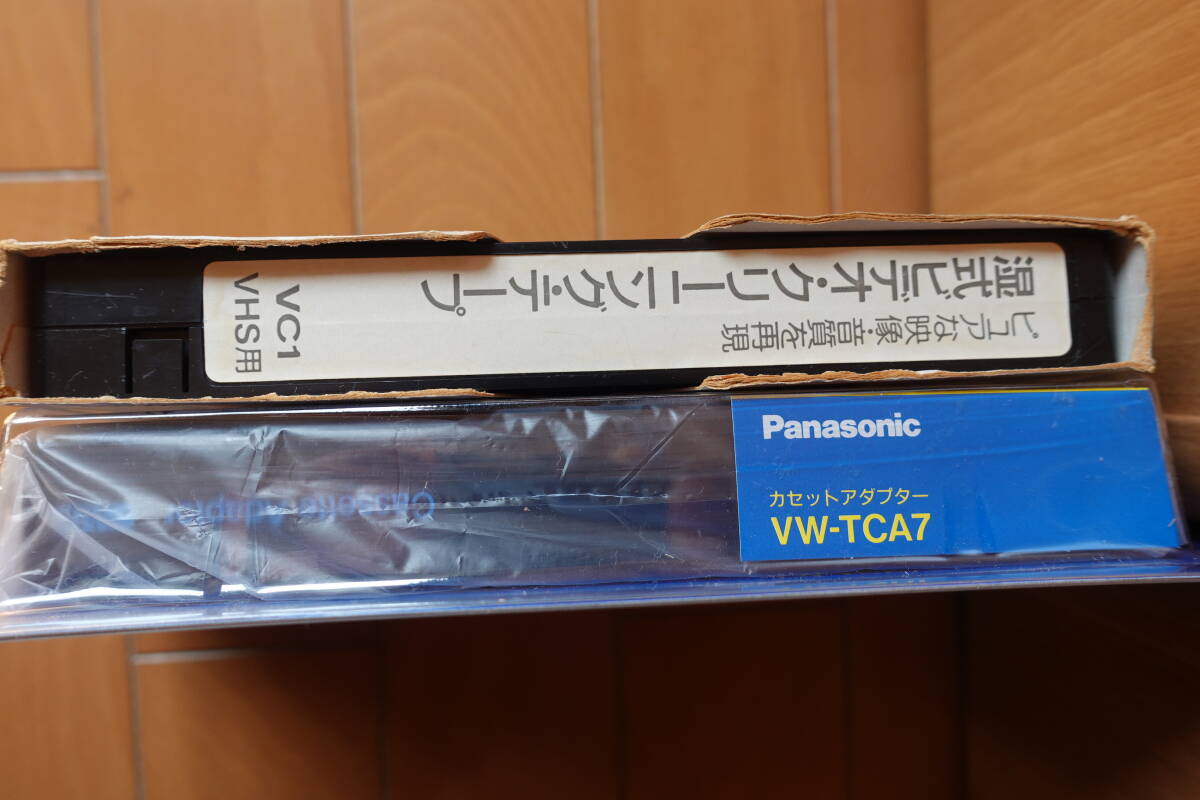 ピュアな映像・音質を再現
湿式ビデオ・クリーニング・テープ
VC1
VHS用
Panasonic
カセットアダプター
VW-TCA7